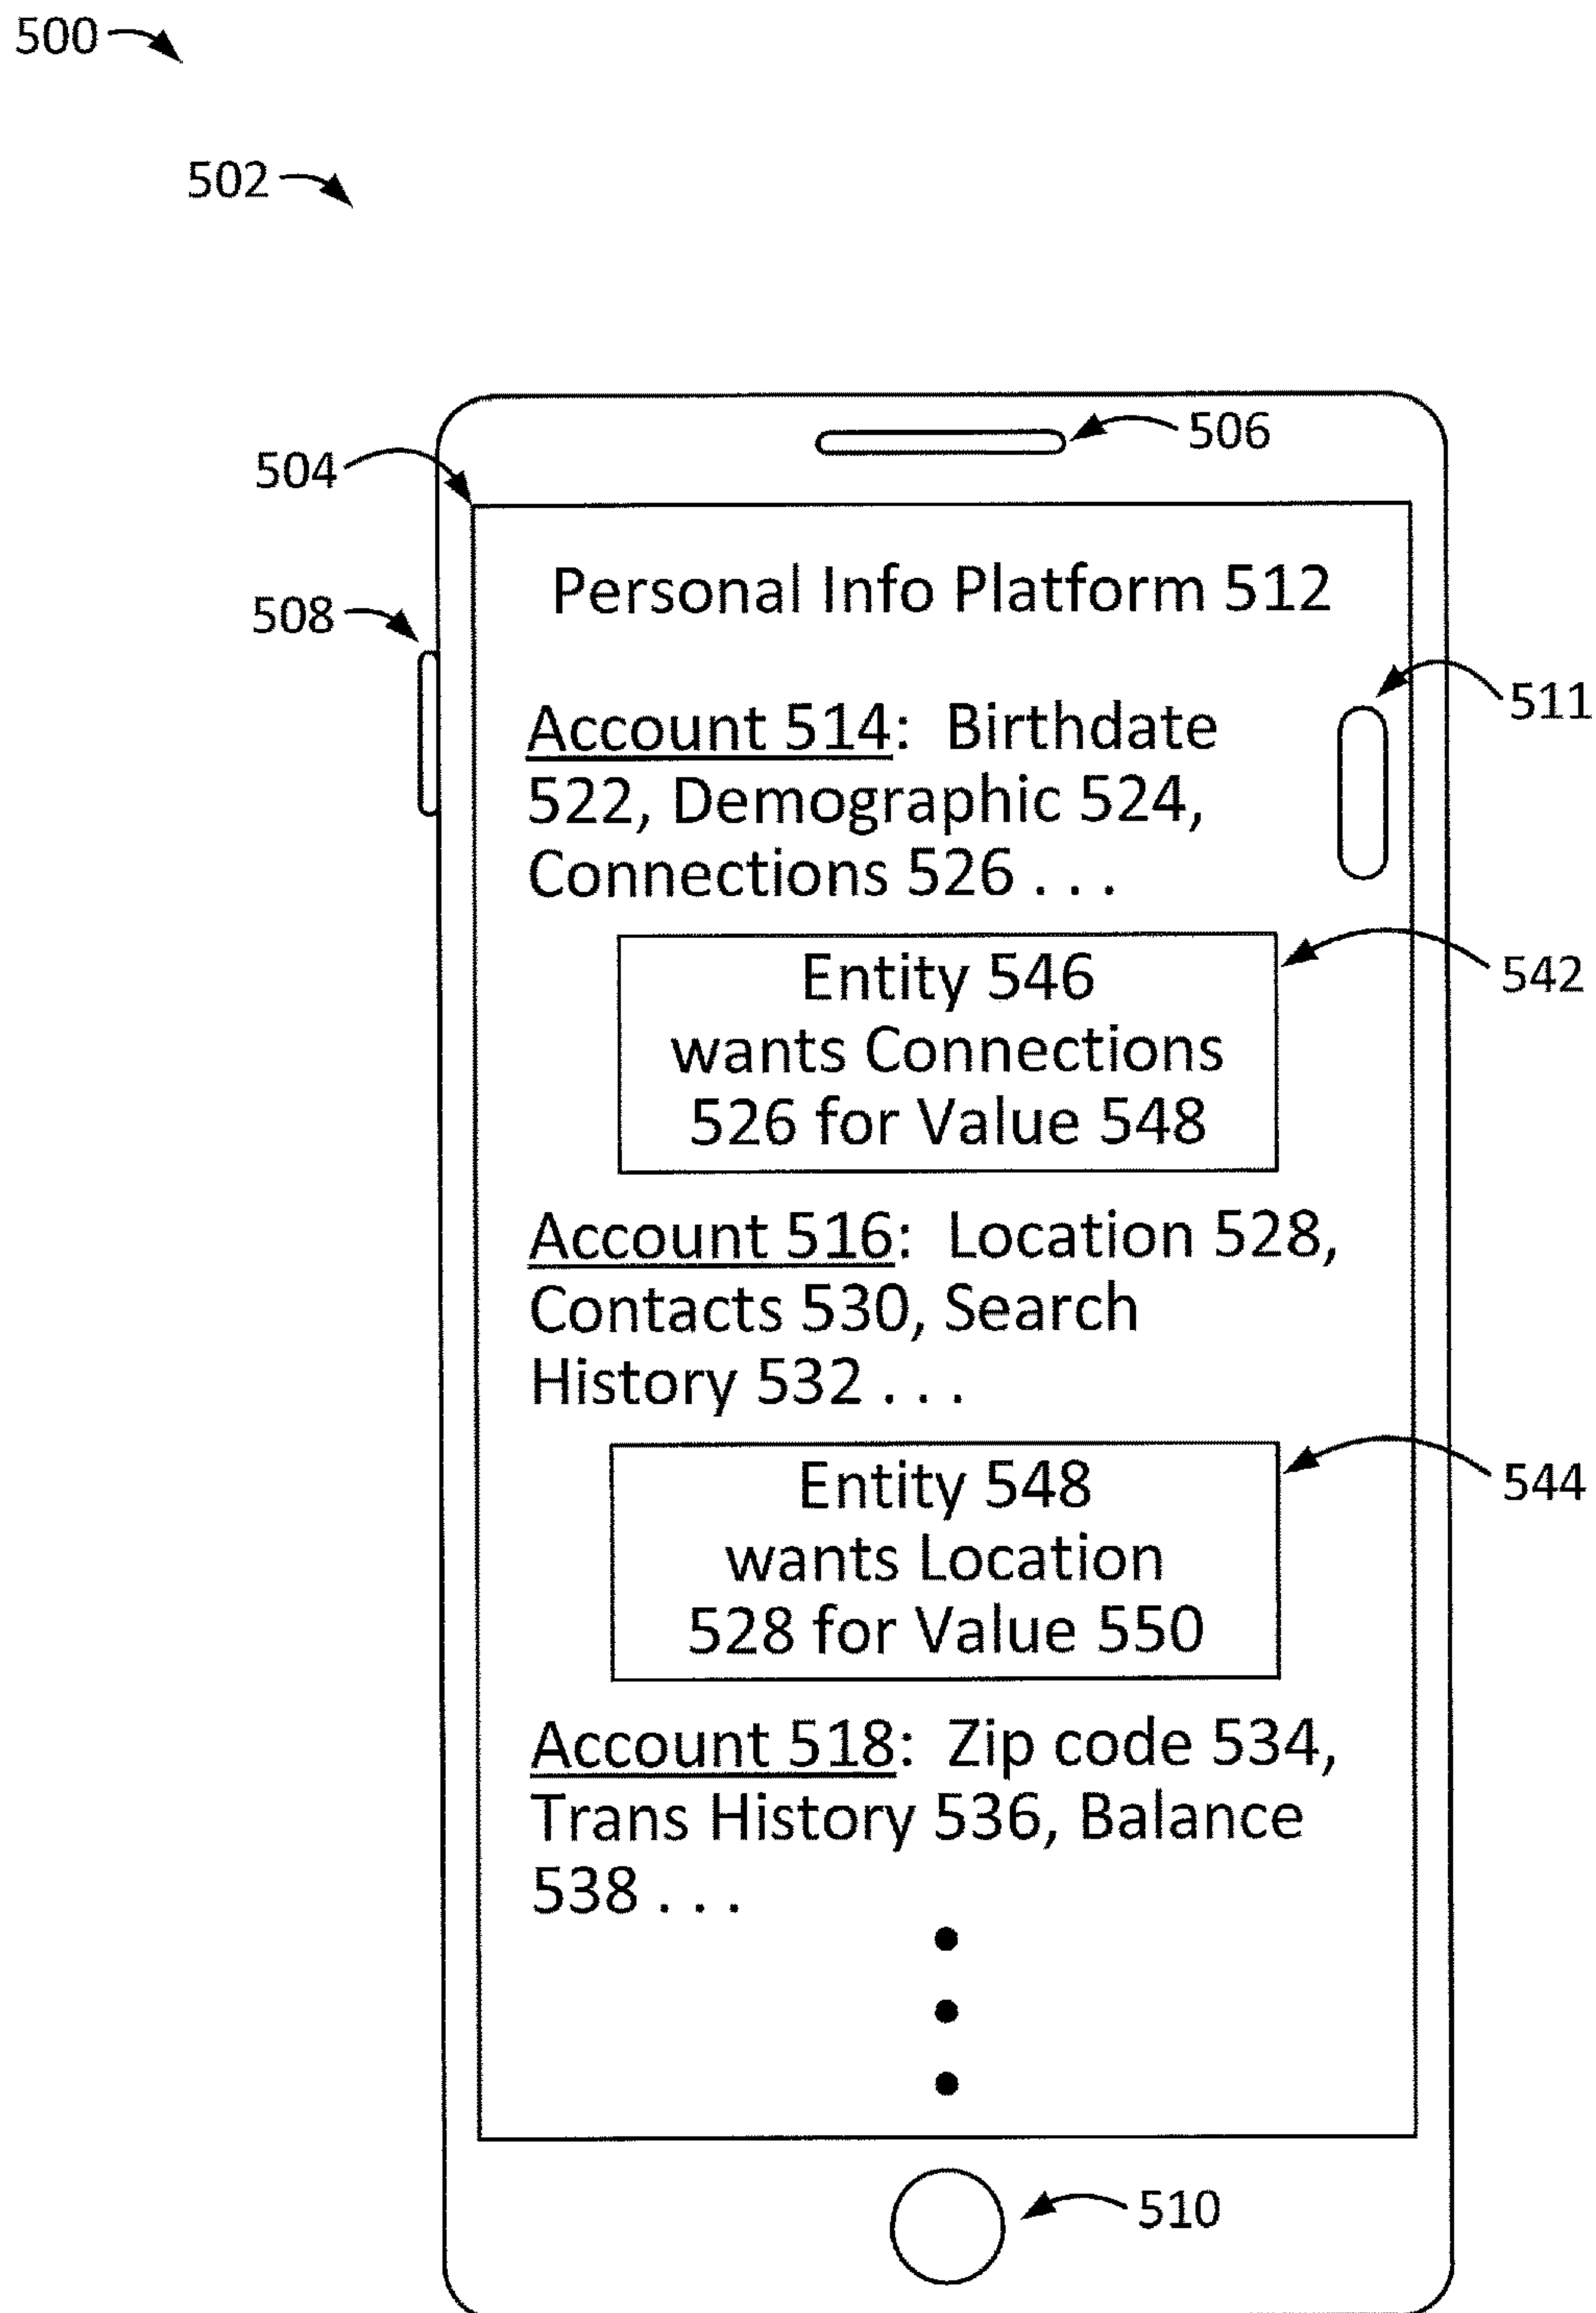 500
502
506
504
Personal Info Platform 512
508
511
Account 514: Birthdate
522, Demographic 524,
Connections 526 . . .
542
Entity 546
wants Connections
526 for Value 548
Account 516: Location 528,
Contacts 530, Search
History 532 . . .
544
Entity 548
wants Location
528 for Value 550
Account 518: Zip code 534,
Trans History 536, Balance
538 . . .
510